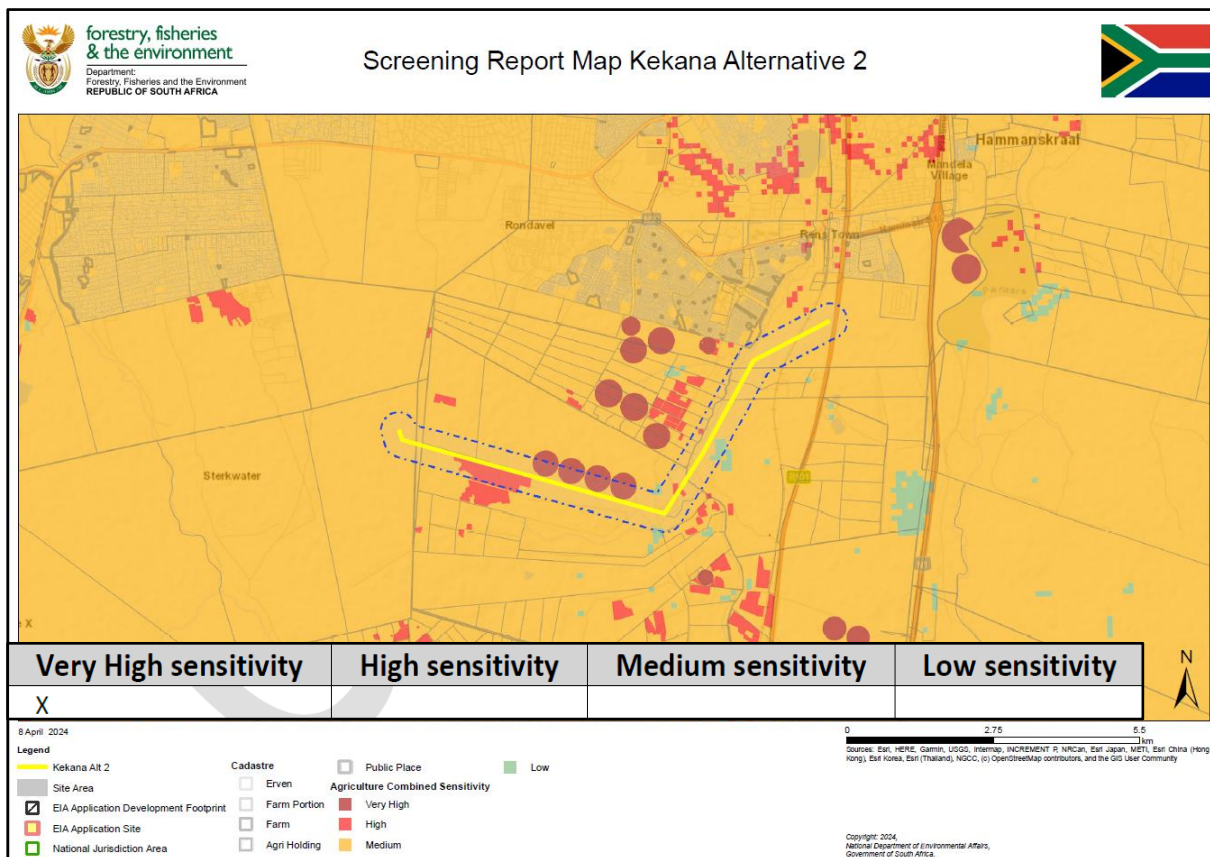 forestry, fisheries
& the environment
Department:
Forestry, Fisheries and the Environment
REPUBLIC OF SOUTH AFRICA
Screening Report Map Kekana Alternative 2
Hammanskraal
Mandela
Village
Rondavel
Rens Town
Sterkwater
X
Very High sensitivity High sensitivity Medium sensitivity Low sensitivity
X
N
8 April 2024
Legend
Kekana Alt 2
Site Area
EIA Application Development Footprint
EIA Application Site
National Jurisdiction Area
Cadastre
Erven
Farm Portion
Farm
Agri Holding
Public Place
Agriculture Combined Sensitivity
Very High
High
Medium
Low
0 2.75 5.5
km
Sources: Esri, HERE, Garmin, USGS, Intermap, INCREMENT P, NRCan, Esri Japan, METI, Esri China (Hong
Kong), Esri Korea, Esri (Thailand), NGCC, (c) OpenStreetMap contributors, and the GIS User Community
Copyright: 2024,
National Department of Environmental Affairs,
Government of South Africa.